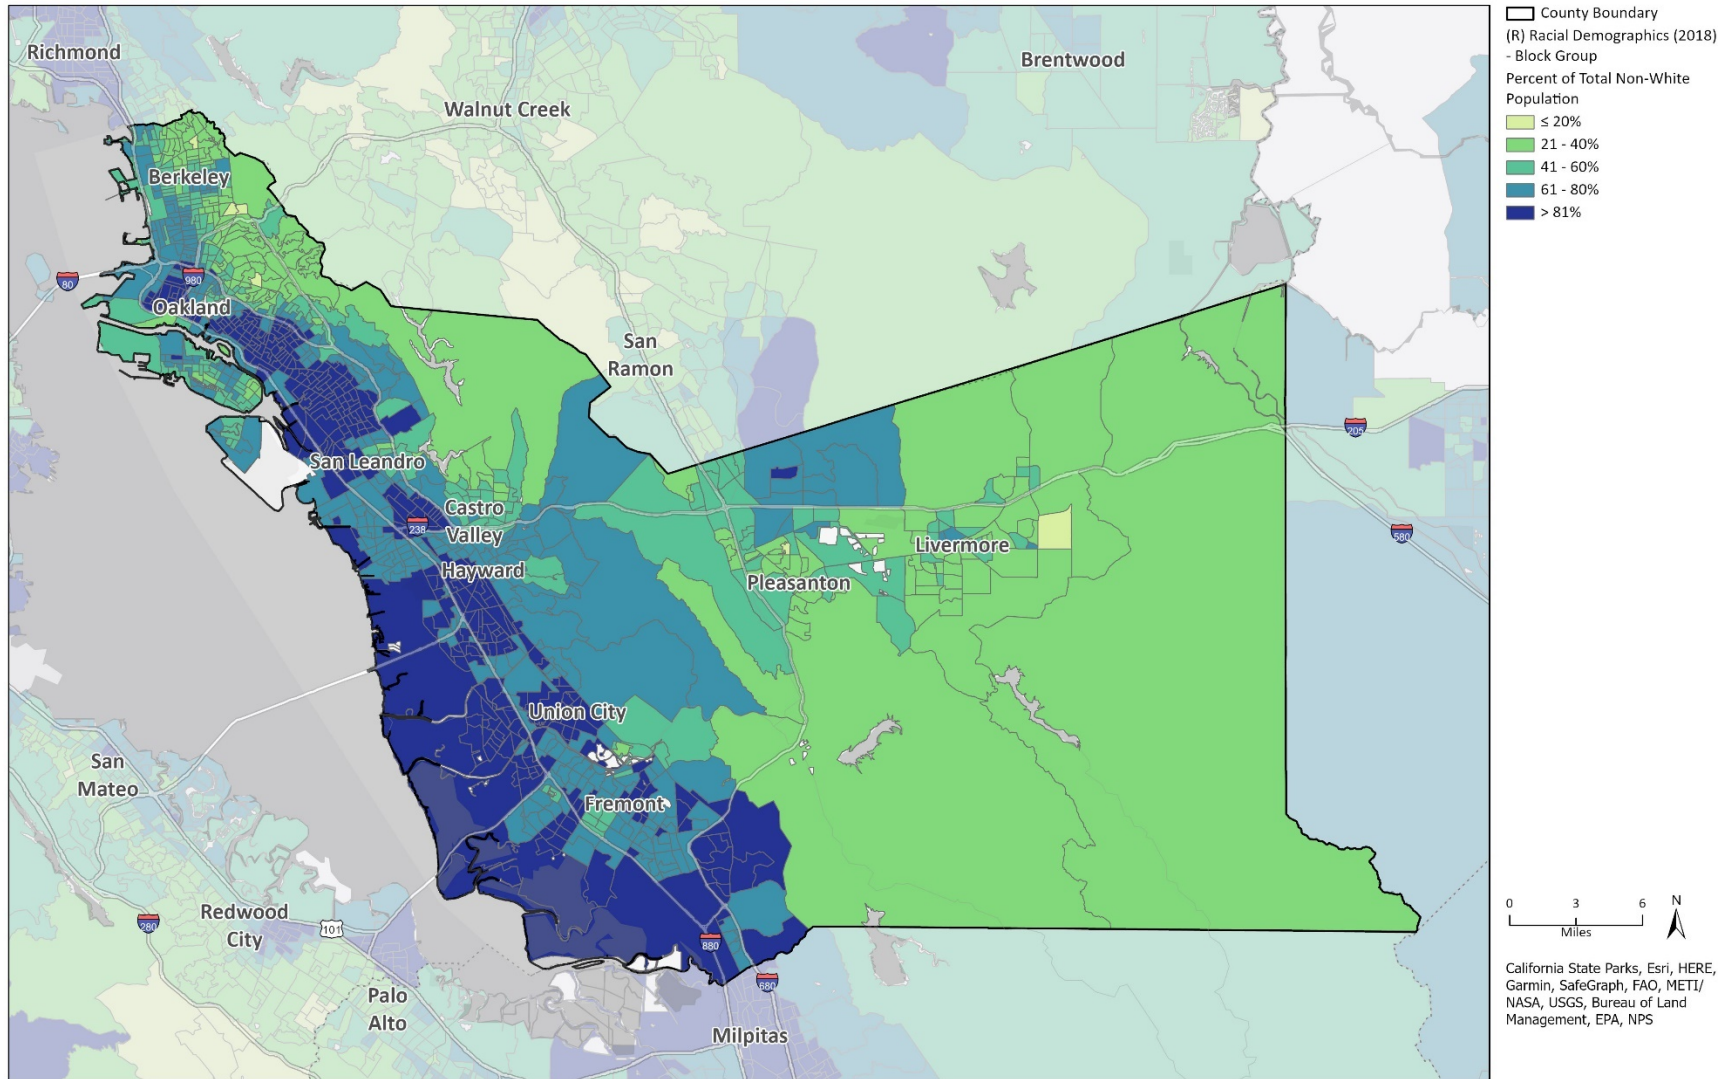 Richmond
Brentwood
Walnut Creek
Berkeley
80
980
Oakland
San
Ramon
205
San Leandro
Castro
Valley
238
580
Livermore
Hayward
Pleasanton
Union City
San
Mateo
Fremont
Redwood
City
280
101
880
680
Palo
Alto
Milpitas
County Boundary
(R) Racial Demographics (2018)
- Block Group
Percent of Total Non-White
Population
≤ 20%
21 - 40%
41 - 60%
61 - 80%
> 81%
0 3 6
Miles
N
California State Parks, Esri, HERE,
Garmin, SafeGraph, FAO, METI/
NASA, USGS, Bureau of Land
Management, EPA, NPS